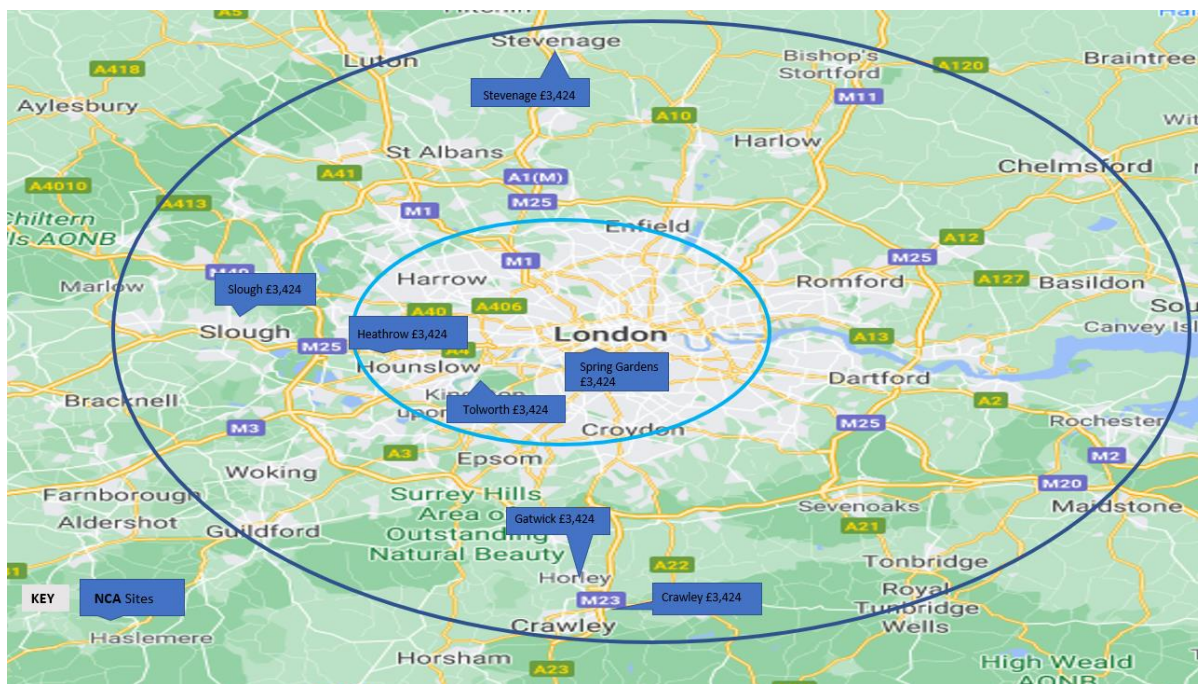 A5
Stevenage
Luton
Bishop's
Stortford
A120
Braintree
A418
Stevenage £3,424
M11
Aylesbury
A10
Harlow
St Albans
A41
A1(M)
Chelmsford
A4010
A413
M1
M25
Chiltern
ls AONB
Enfield
A12
M25
M40
M1
Harrow
Romford
A127
Marlow
Slough £3,424
Basildon
A40
A406
Slough
Heathrow £3,424
London
A13
Canvey Isl
M25
A4
Hounslow
Spring Gardens
£3,424
Dartford
Bracknell
Tolworth £3,424
A2
M3
Croydon
M25
Rochester
A3
Epsom
M2
Woking
M20
Farnborough
Surrey Hills
Area o
Outstanding
Natural Beauty
Sevenoaks
Maidstone
Aldershot
Guildford
Gatwick £3,424
A21
Tonbridge
Horley
A22
KEY
NCA Sites
M23
Crawley £3,424
Royal
Tunbridge
Wells
Haslemere
Crawley
Horsham
A23
High Weald
AONB